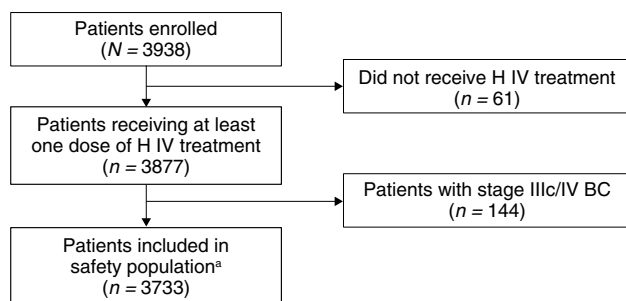 Patients enrolled
(N = 3938)
Did not receive H IV treatment
(n = 61)
Patients receiving at least
one dose of H IV treatment
(n = 3877)
Patients with stage IIIc/IV BC
(n = 144)
Patients included in
safety populationᵃ
(n = 3733)